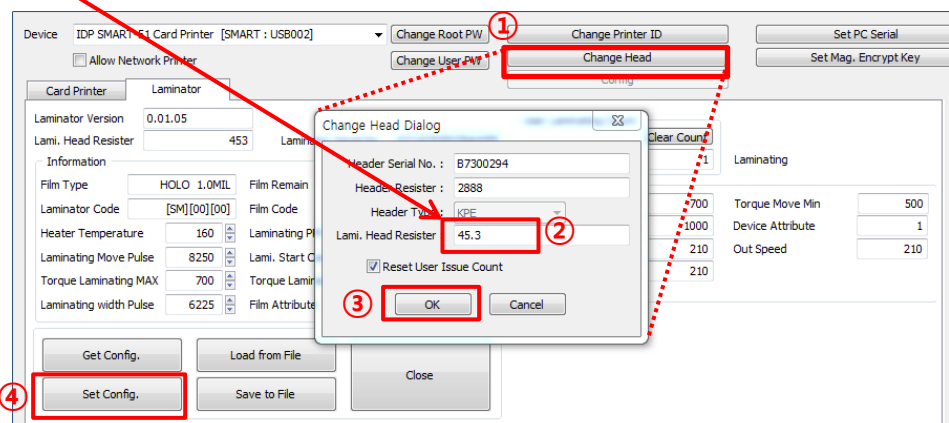 Device IDP SMART-51 Card Printer [SMART : USB002] Change Root PW ① Change Printer ID Set PC Serial
Allow Network Printer Change User PW Change Head Set Mag. Encrypt Key
Card Printer Laminator Config
Laminator Version 0.01.05 Change Head Dialog
Lami. Head Resister 453 Clear Count
Information Header Serial No. : B7300294 1 Laminating
Film Type HOLO 1.0MIL Film Remain Header Resister : 2888 700 Torque Move Min 500
Laminator Code [SM][00][00] Film Code Header Type : KPE 1000 Device Attribute 1
Heater Temperature 160 Laminating Lami. Head Resister 45.3 ② 210 Out Speed 210
Laminating Move Pulse 8250 Lami. Start Reset User Issue Count 210
Torque Laminating MAX 700 Torque
Laminating width Pulse 6225 Film Attribute ③ OK Cancel
Get Config. Load from File Close
④ Set Config. Save to File